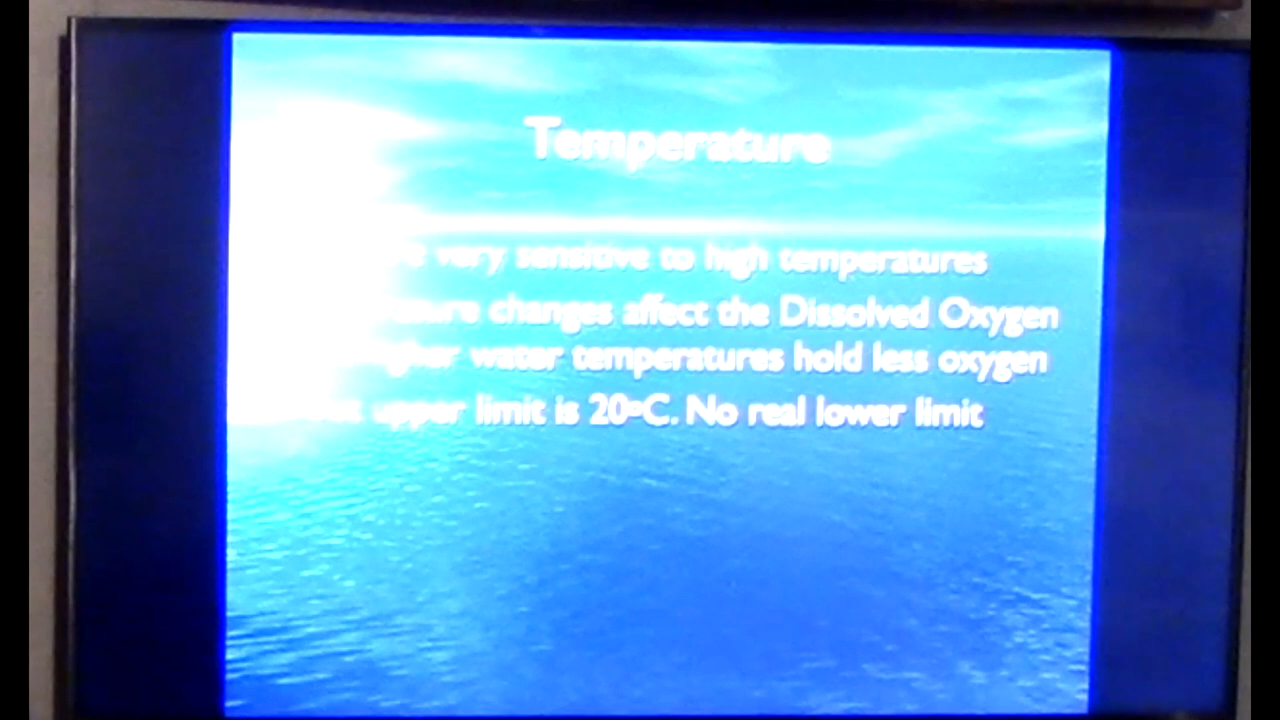 Temperature
very sensitive to high temperatures
changes affect the Dissolved Oxygen
water temperatures hold less oxygen
upper limit is 20ºC. No real lower limit